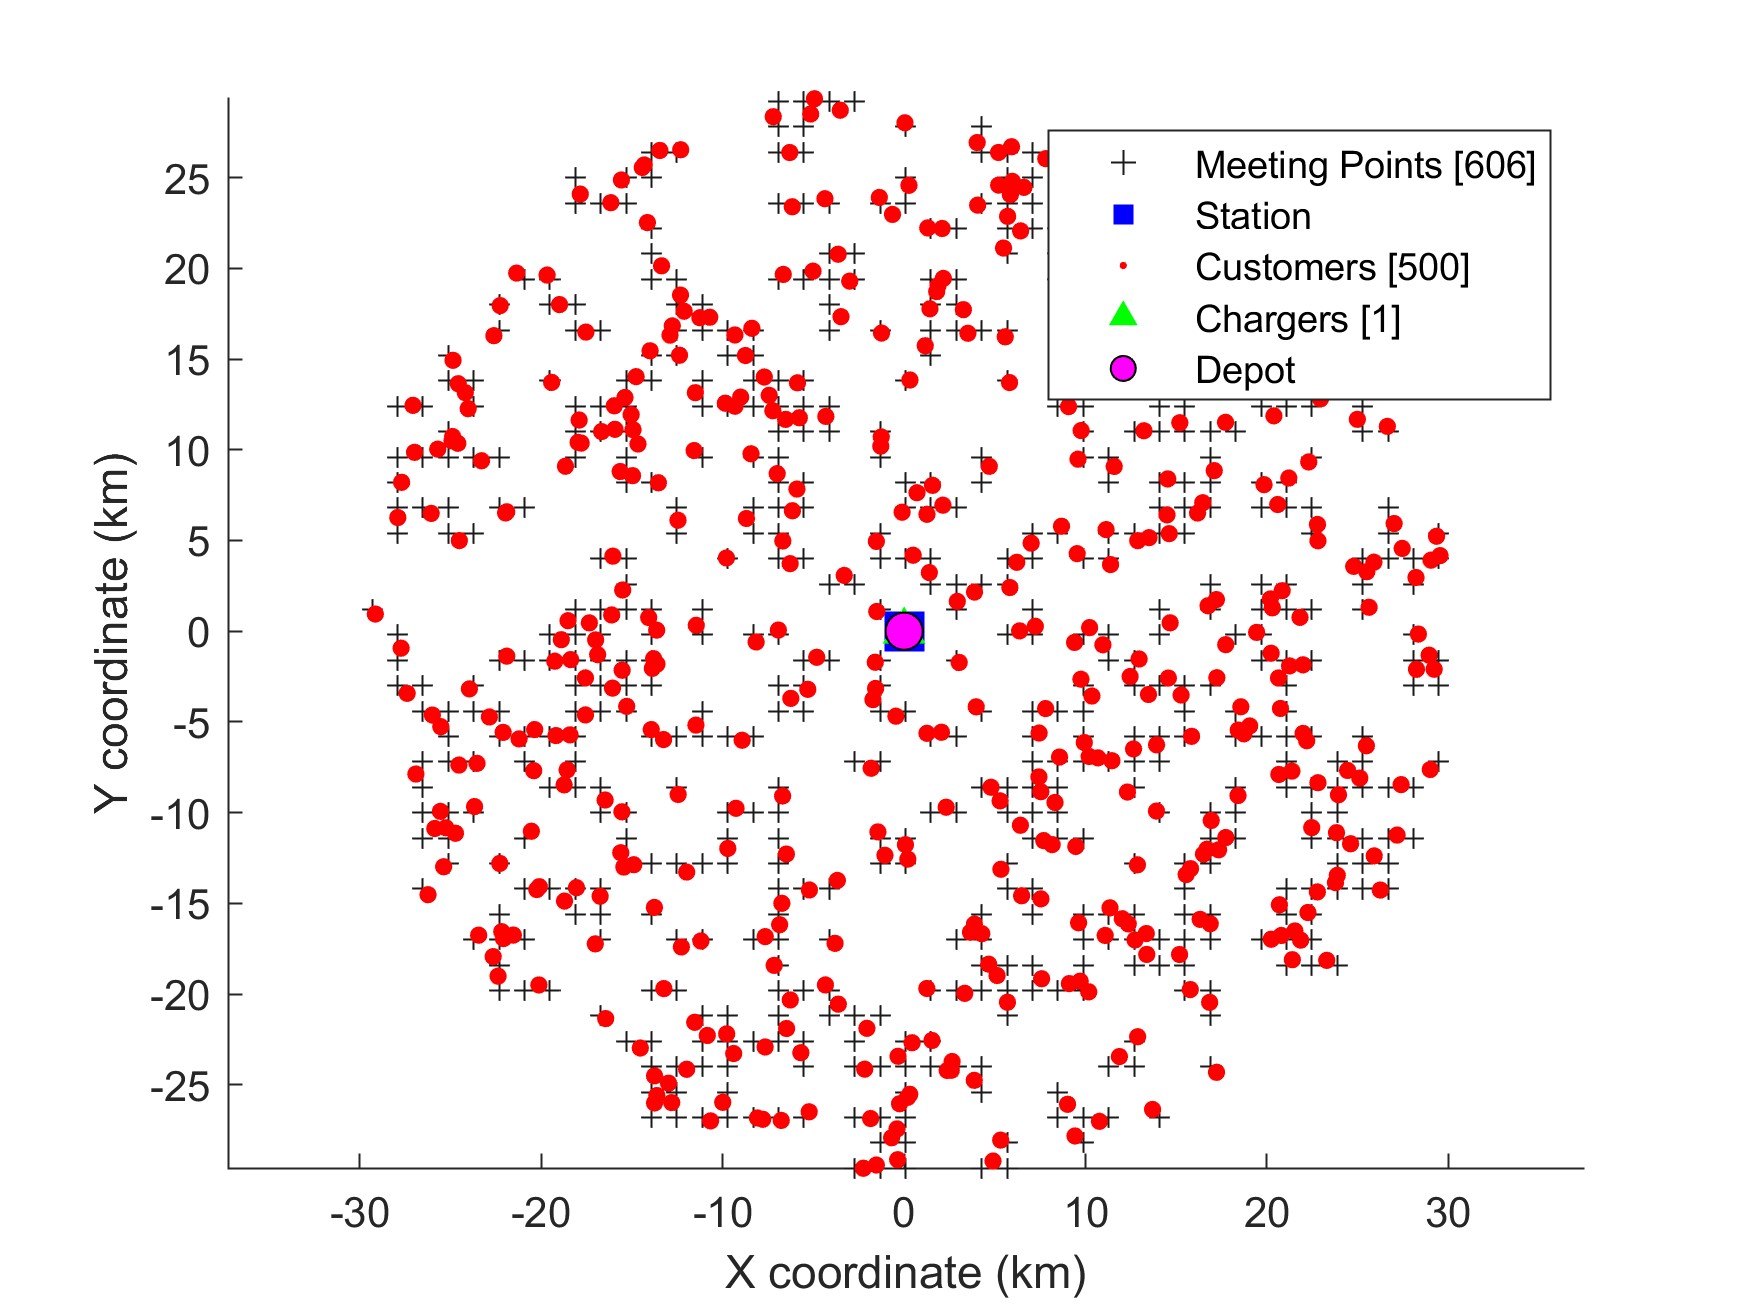 25
20
15
10
5
0
-5
-10
-15
-20
-25
Y coordinate (km)
-30 -20 -10 0 10 20 30
X coordinate (km)
Meeting Points [606]
Station
Customers [500]
Chargers [1]
Depot